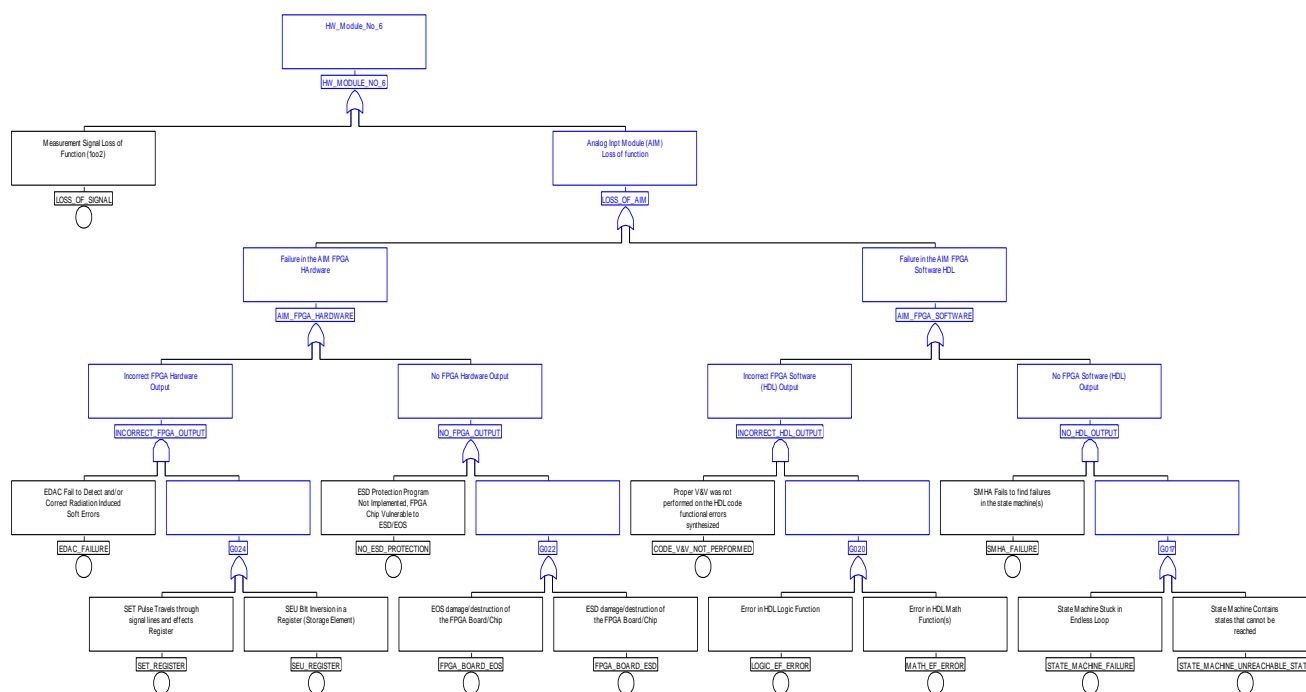 HW_Module_No_6
HW_MODULE_NO_6
Measurement Signal Loss of
Function (1oo2)
LOSS_OF_SIGNAL
Analog Inpt Module (AIM)
Loss of function
LOSS_OF_AIM
Failure in the AIM FPGA
HArdware
AIM_FPGA_HARDWARE
Failure in the AIM FPGA
Software HDL
AIM_FPGA_SOFTWARE
Incorrect FPGA Hardware
Output
INCORRECT_FPGA_OUTPUT
No FPGA Hardware Output
NO_FPGA_OUTPUT
Incorrect FPGA Software
(HDL) Output
INCORRECT_HDL_OUTPUT
No FPGA Software (HDL)
Output
NO_HDL_OUTPUT
EDAC Fail to Detect and/or
Correct Radiation Induced
Soft Errors
EDAC_FAILURE
G024
ESD Protection Program
Not Implemented, FPGA
Chip Vulnerable to
ESD/EOS
NO_ESD_PROTECTION
G022
Proper V&V was not
performed on the HDL code
functional errors
synthesized
CODE_V&V_NOT_PERFORMED
G020
SMHA Fails to find failures
in the state machine(s)
SMHA_FAILURE
G017
SET Pulse Travels through
signal lines and effects
Register
SET_REGISTER
SEU BIt Inversion in a
Register (Storage Element)
SEU_REGISTER
EOS damage/destruction of
the FPGA Board/Chip
FPGA_BOARD_EOS
ESD damage/destruction of
the FPGA Board/Chip
FPGA_BOARD_ESD
Error in HDL Logic Function
LOGIC_EF_ERROR
Error in HDL Math
Function(s)
MATH_EF_ERROR
State Machine Stuck in
Endless Loop
STATE_MACHINE_FAILURE
State Machine Contains
states that cannot be
reached
STATE_MACHINE_UNREACHABLE_STAT